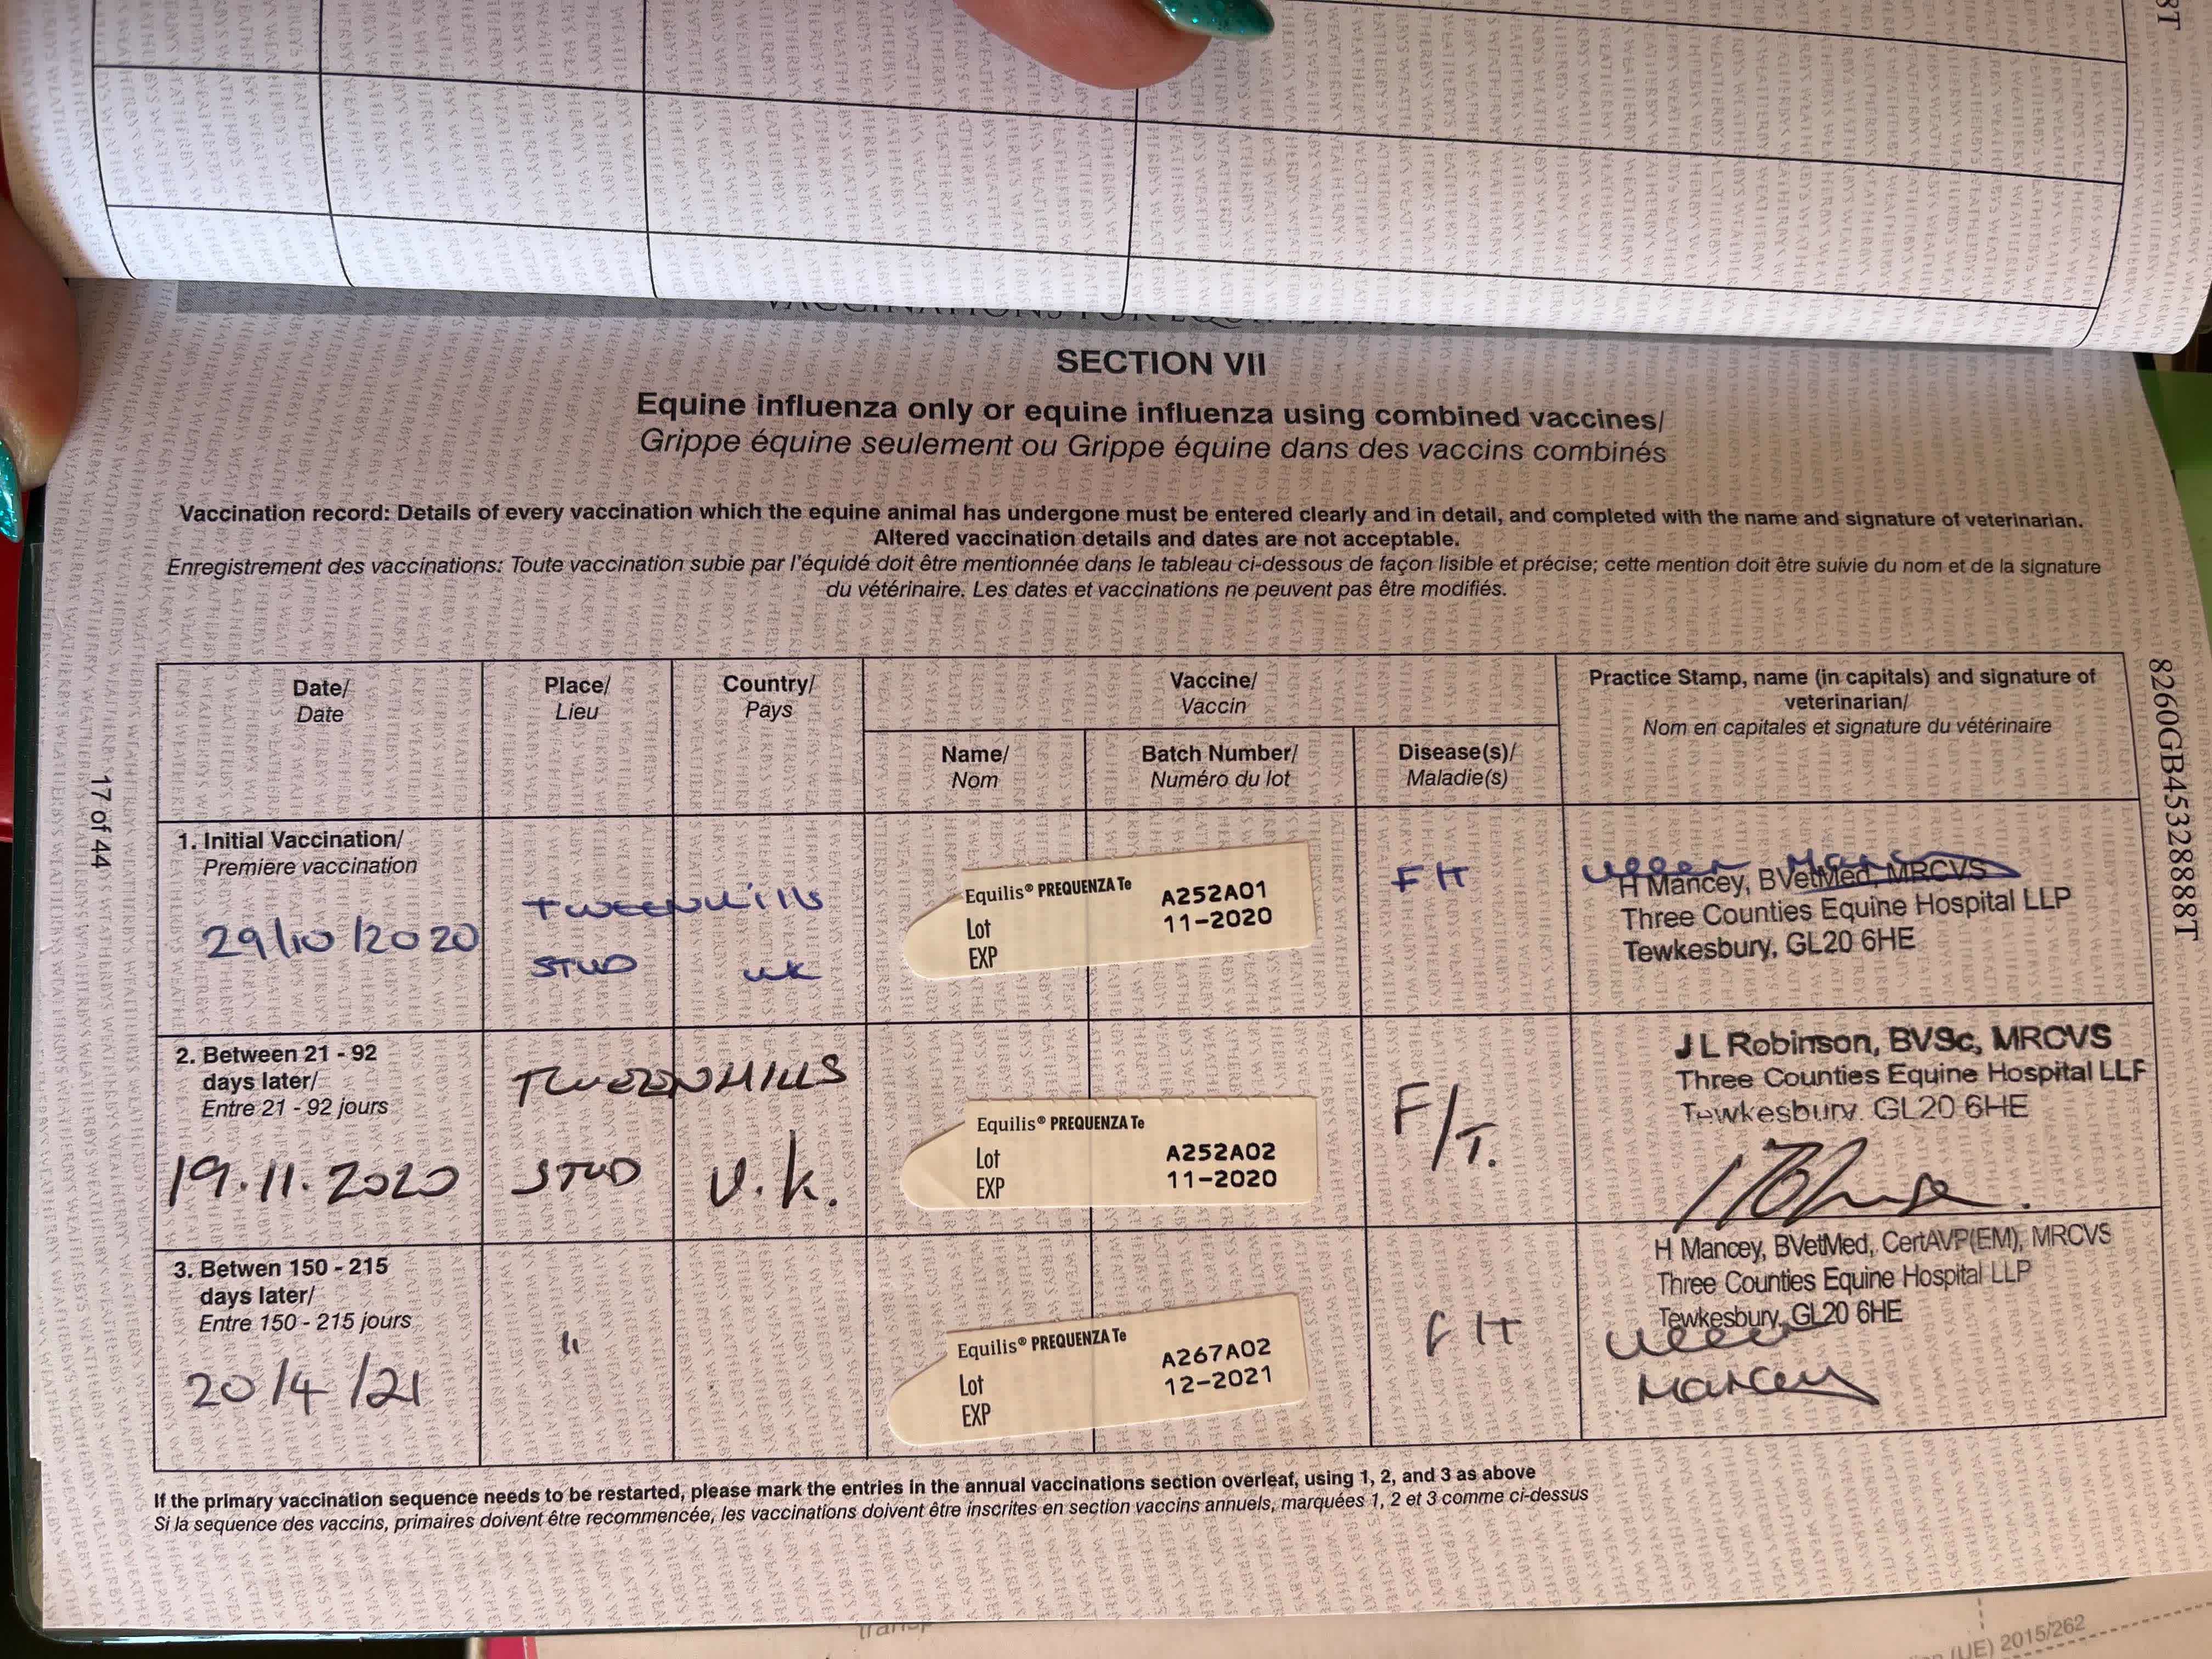 SECTION VII
Equine influenza only or equine influenza using combined vaccines/
Grippe équine seulement ou Grippe équine dans des vaccins combinés
Vaccination record: Details of every vaccination which the equine animal has undergone must be entered clearly and in detail, and completed with the name and signature of veterinarian.
Altered vaccination details and dates are not acceptable.
Enregistrement des vaccinations: Toute vaccination subie par l'équidé doit être mentionnée dans le tableau ci-dessous de façon lisible et précise; cette mention doit être suivie du nom et de la signature
du vétérinaire. Les dates et vaccinations ne peuvent pas être modifiés.
Date/
Date
Place/
Lieu
Country/
Pays
Vaccine/
Vaccin
Name/
Nom
Batch Number/
Numéro du lot
Disease(s)/
Maladie(s)
Practice Stamp, name (in capitals) and signature of
veterinarian/
Nom en capitales et signature du vétérinaire
1. Initial Vaccination/
Premiere vaccination
29/10/2020
TWEENHILLS
STUD
UK
Equilis® PREQUENZA Te
Lot A252A01
EXP 11-2020
F/T
H Mancey, BVetMed, MRCVS
Three Counties Equine Hospital LLP
Tewkesbury, GL20 6HE
2. Between 21 - 92
days later/
Entre 21 - 92 jours
19.11.2020
TWEENHILLS
STUD
U.K.
Equilis® PREQUENZA Te
Lot A252A02
EXP 11-2020
F/T.
J L Robinson, BVSc, MRCVS
Three Counties Equine Hospital LLP
Tewkesbury. GL20 6HE
3. Betwen 150 - 215
days later/
Entre 150 - 215 jours
20/4/21
"
Equilis® PREQUENZA Te
Lot A267A02
EXP 12-2021
F/T
H Mancey, BVetMed, CertAVP(EM), MRCVS
Three Counties Equine Hospital LLP
Tewkesbury, GL20 6HE
Mancey
If the primary vaccination sequence needs to be restarted, please mark the entries in the annual vaccinations section overleaf, using 1, 2, and 3 as above
Si la sequence des vaccins, primaires doivent être recommencée, les vaccinations doivent être inscrites en section vaccins annuels, marquées 1, 2 et 3 comme ci-dessus
17 of 44
8260GB45328888T
8T
(UE) 2015/262